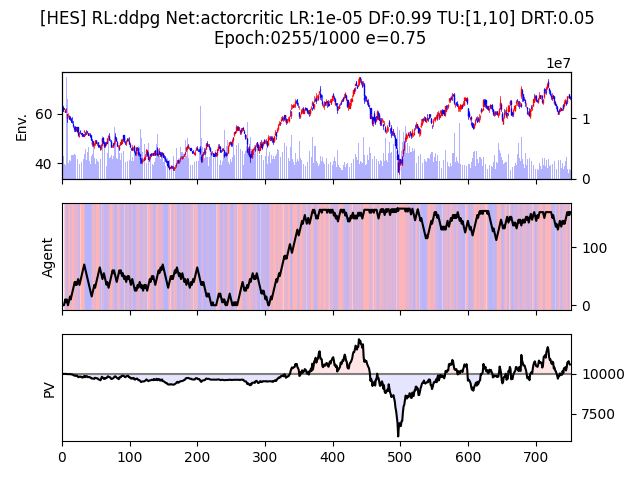 [HES] RL:ddpg Net:actorcritic LR:1e-05 DF:0.99 TU:[1,10] DRT:0.05
Epoch:0255/1000 e=0.75
1e7
Env.
60
40
1
0
Agent
100
0
PV
10000
7500
0 100 200 300 400 500 600 700